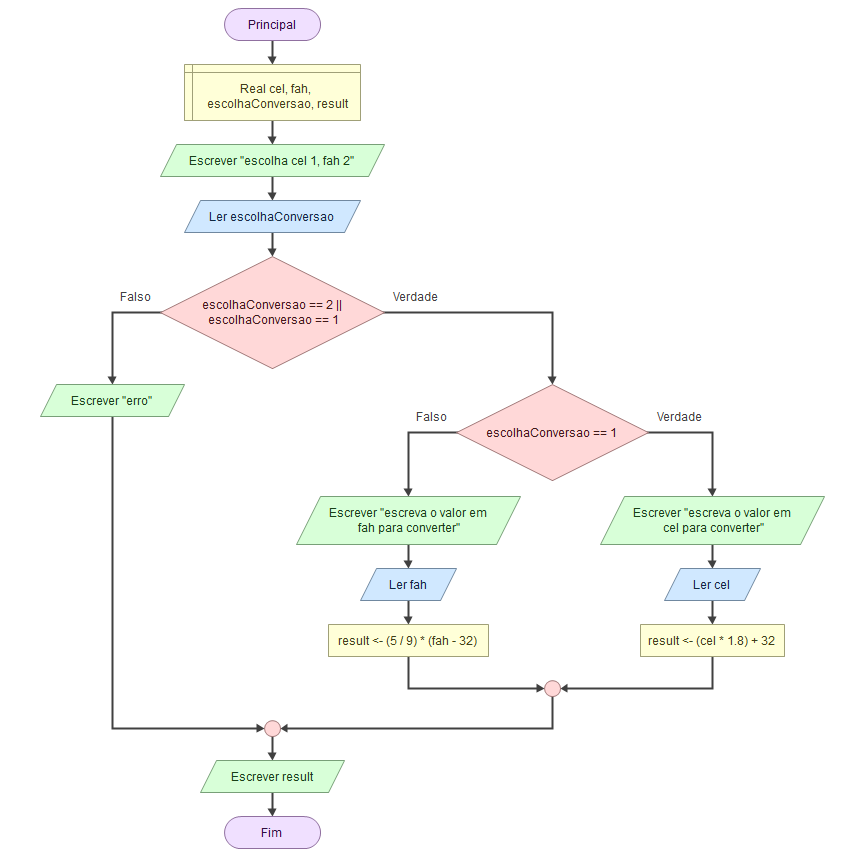 Principal
Real cel, fah,
escolhaConversao, result
Escrever "escolha cel 1, fah 2"
Ler escolhaConversao
Falso
escolhaConversao == 2 ||
escolhaConversao == 1
Verdade
Escrever "erro"
Falso
escolhaConversao == 1
Verdade
Escrever "escreva o valor em
fah para converter"
Escrever "escreva o valor em
cel para converter"
Ler fah
Ler cel
result <- (5 / 9) * (fah - 32)
result <- (cel * 1.8) + 32
Escrever result
Fim